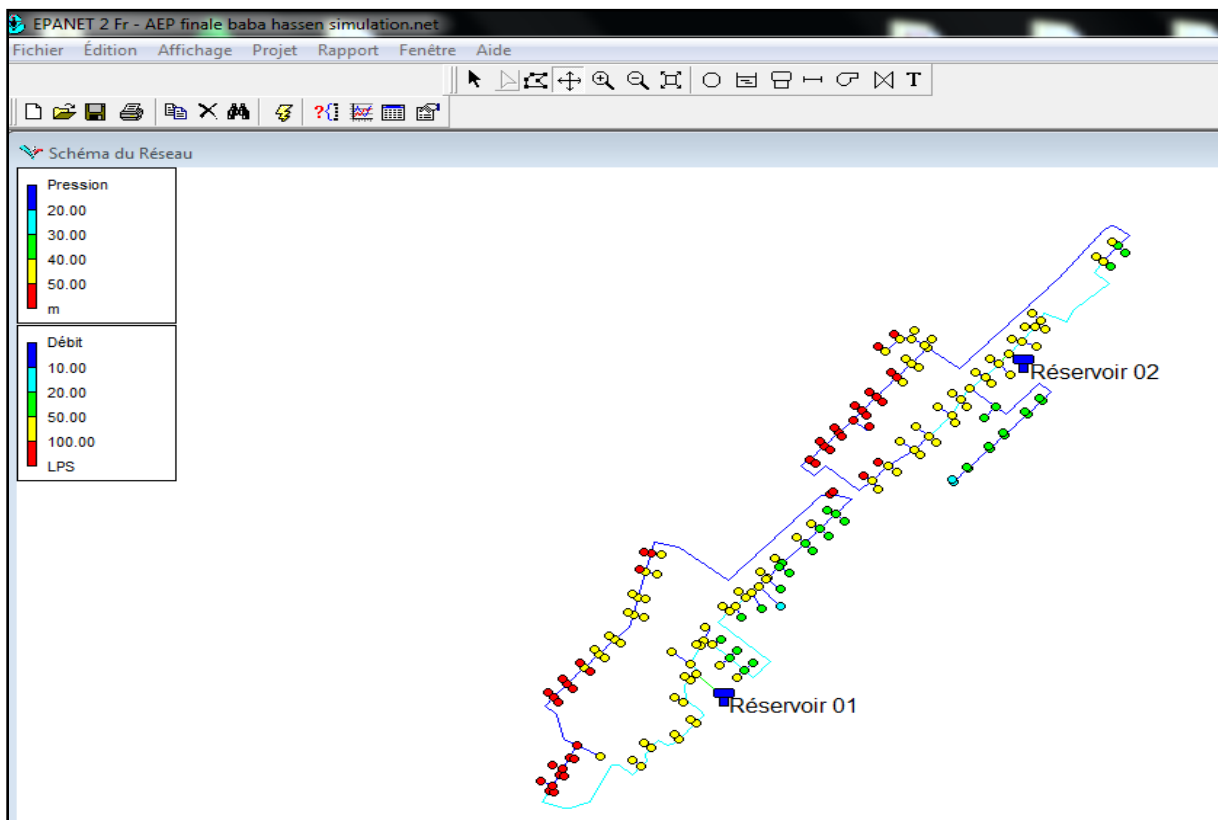 EPANET 2 Fr - AEP finale baba hassen simulation.net
Fichier Édition Affichage Projet Rapport Fenêtre Aide
T
?{}
Schéma du Réseau
Pression
20.00
30.00
40.00
50.00
m
Débit
10.00
20.00
50.00
100.00
LPS
Réservoir 02
Réservoir 01